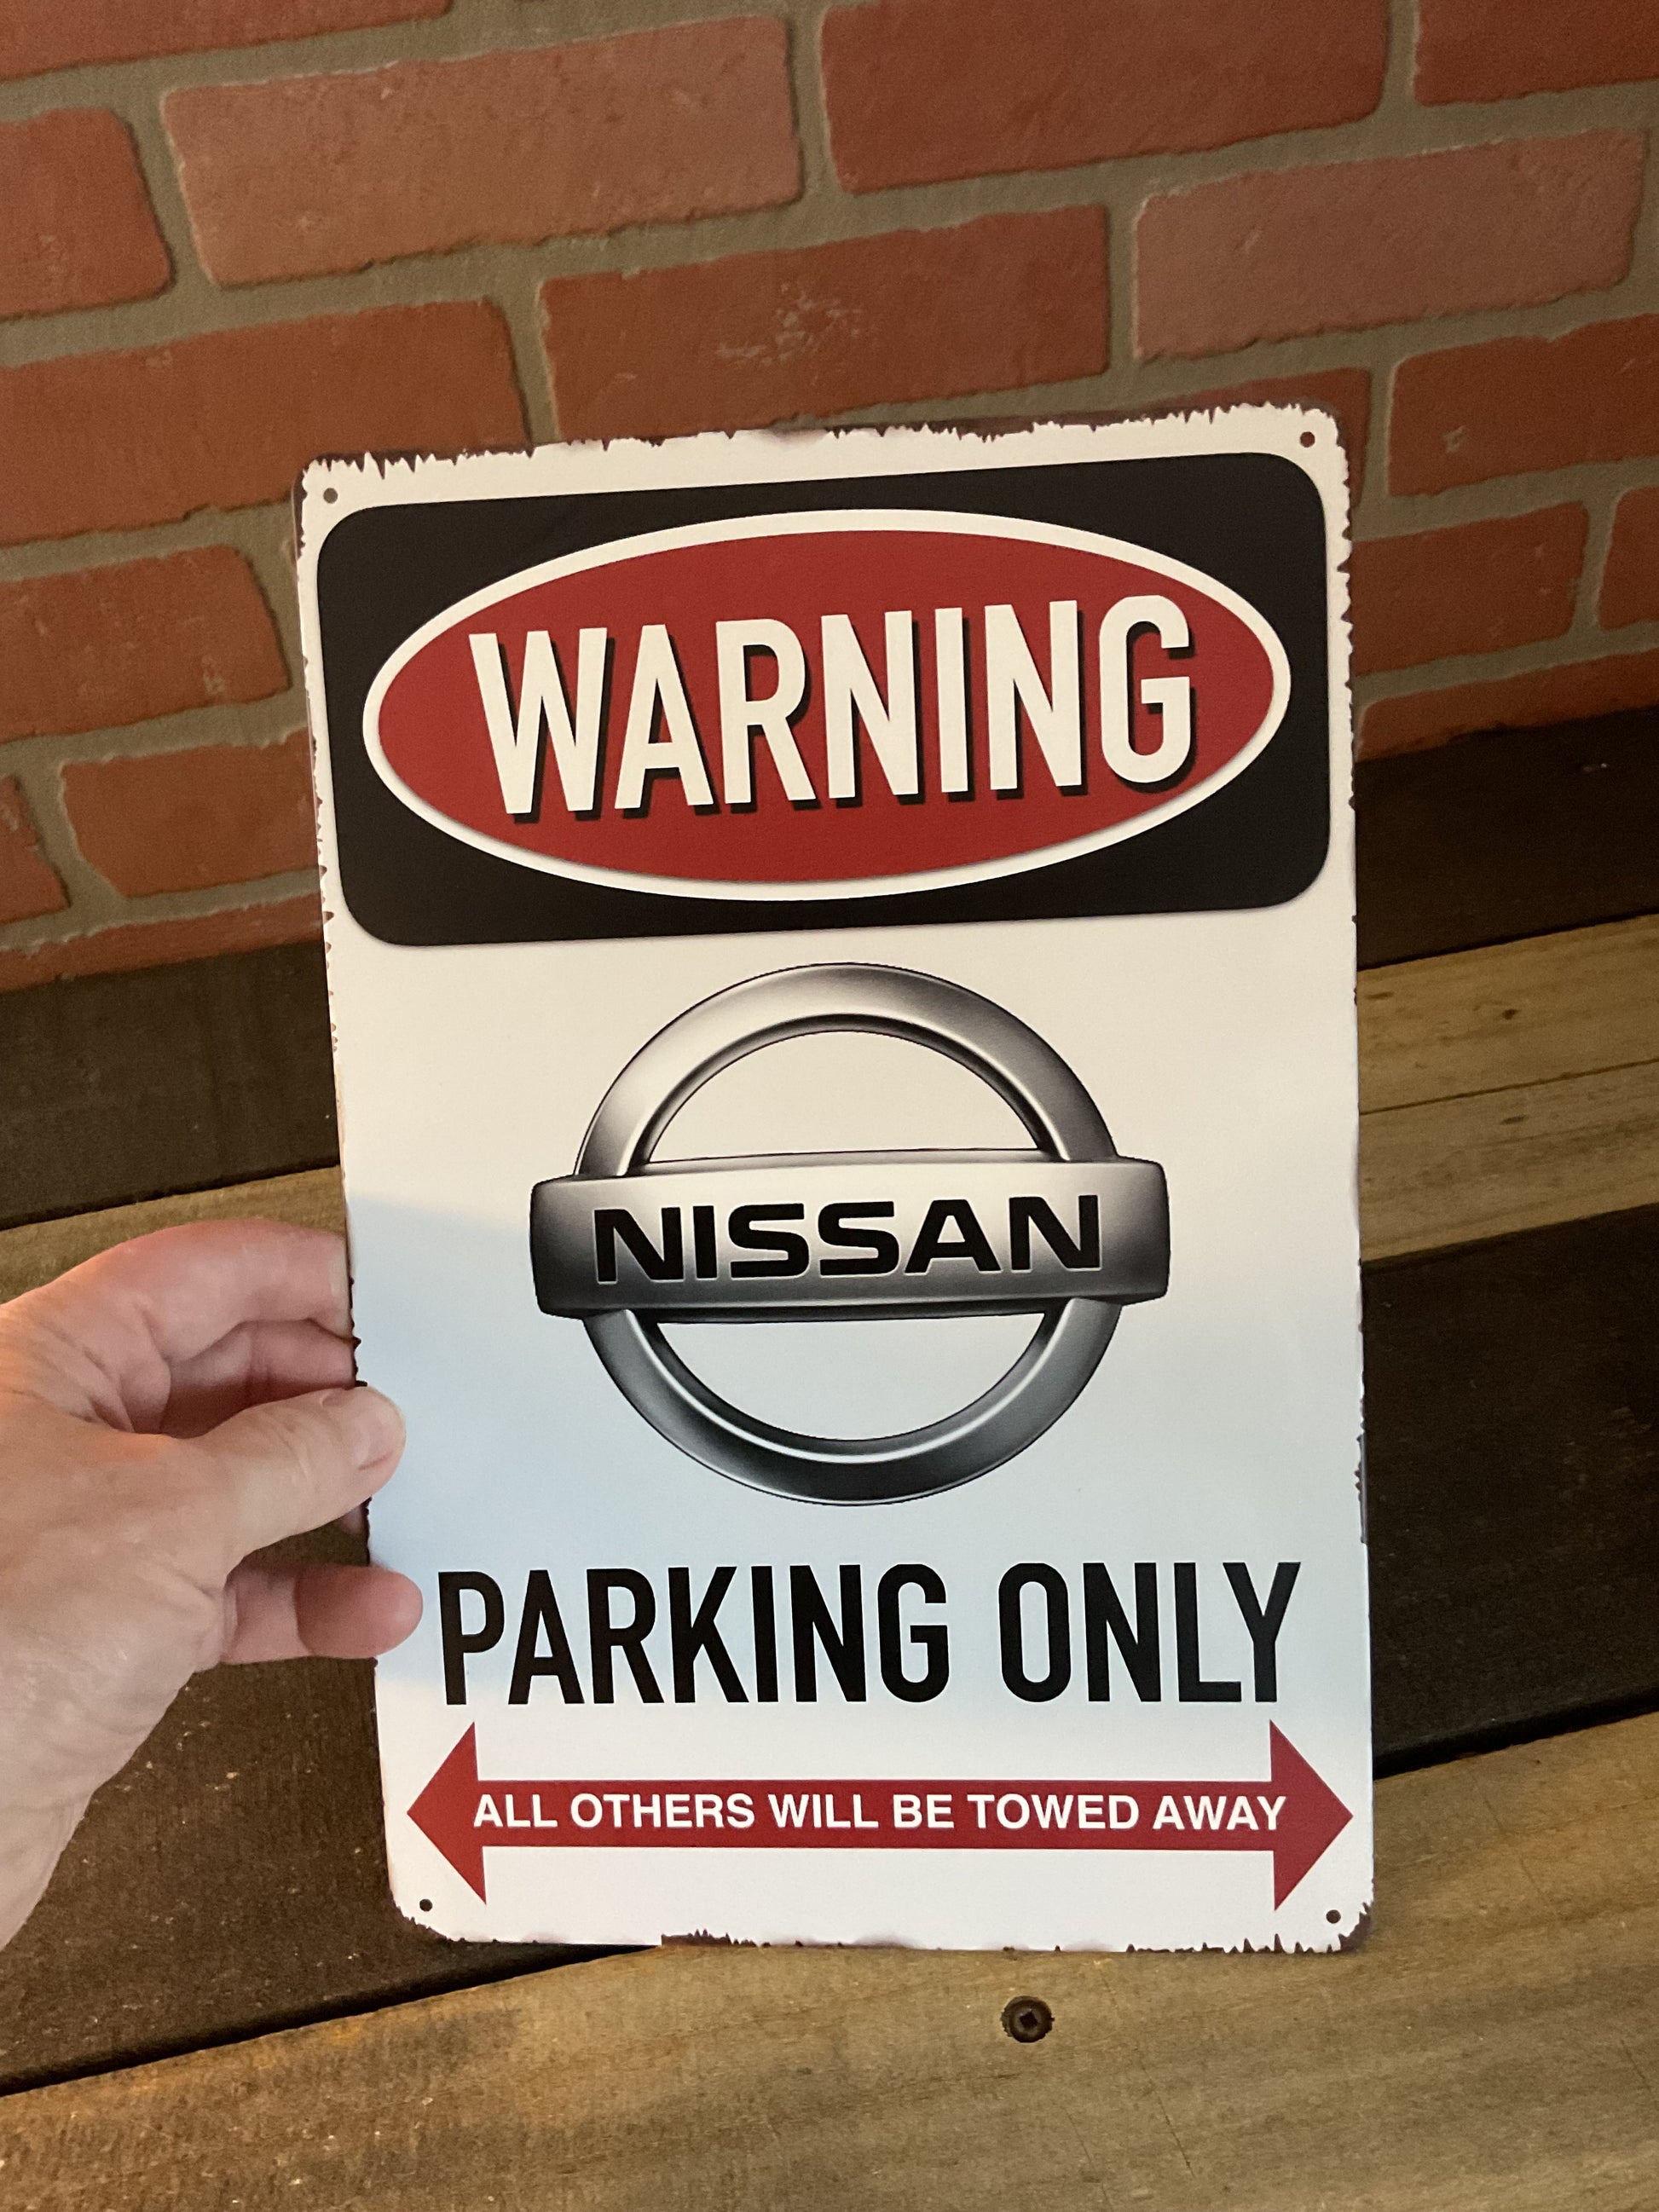 WARNING
NISSAN
PARKING ONLY
ALL OTHERS WILL BE TOWED AWAY